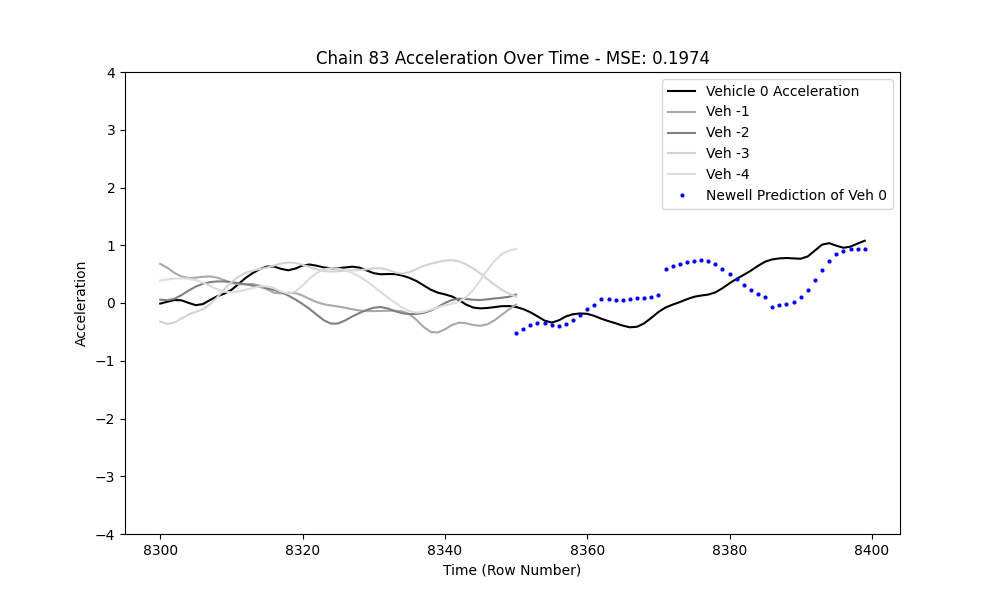 Chain 83 Acceleration Over Time - MSE: 0.1974
4
3
2
1
0
−1
−2
−3
−4
Acceleration
Vehicle 0 Acceleration
Veh -1
Veh -2
Veh -3
Veh -4
Newell Prediction of Veh 0
8300 8320 8340 8360 8380 8400
Time (Row Number)